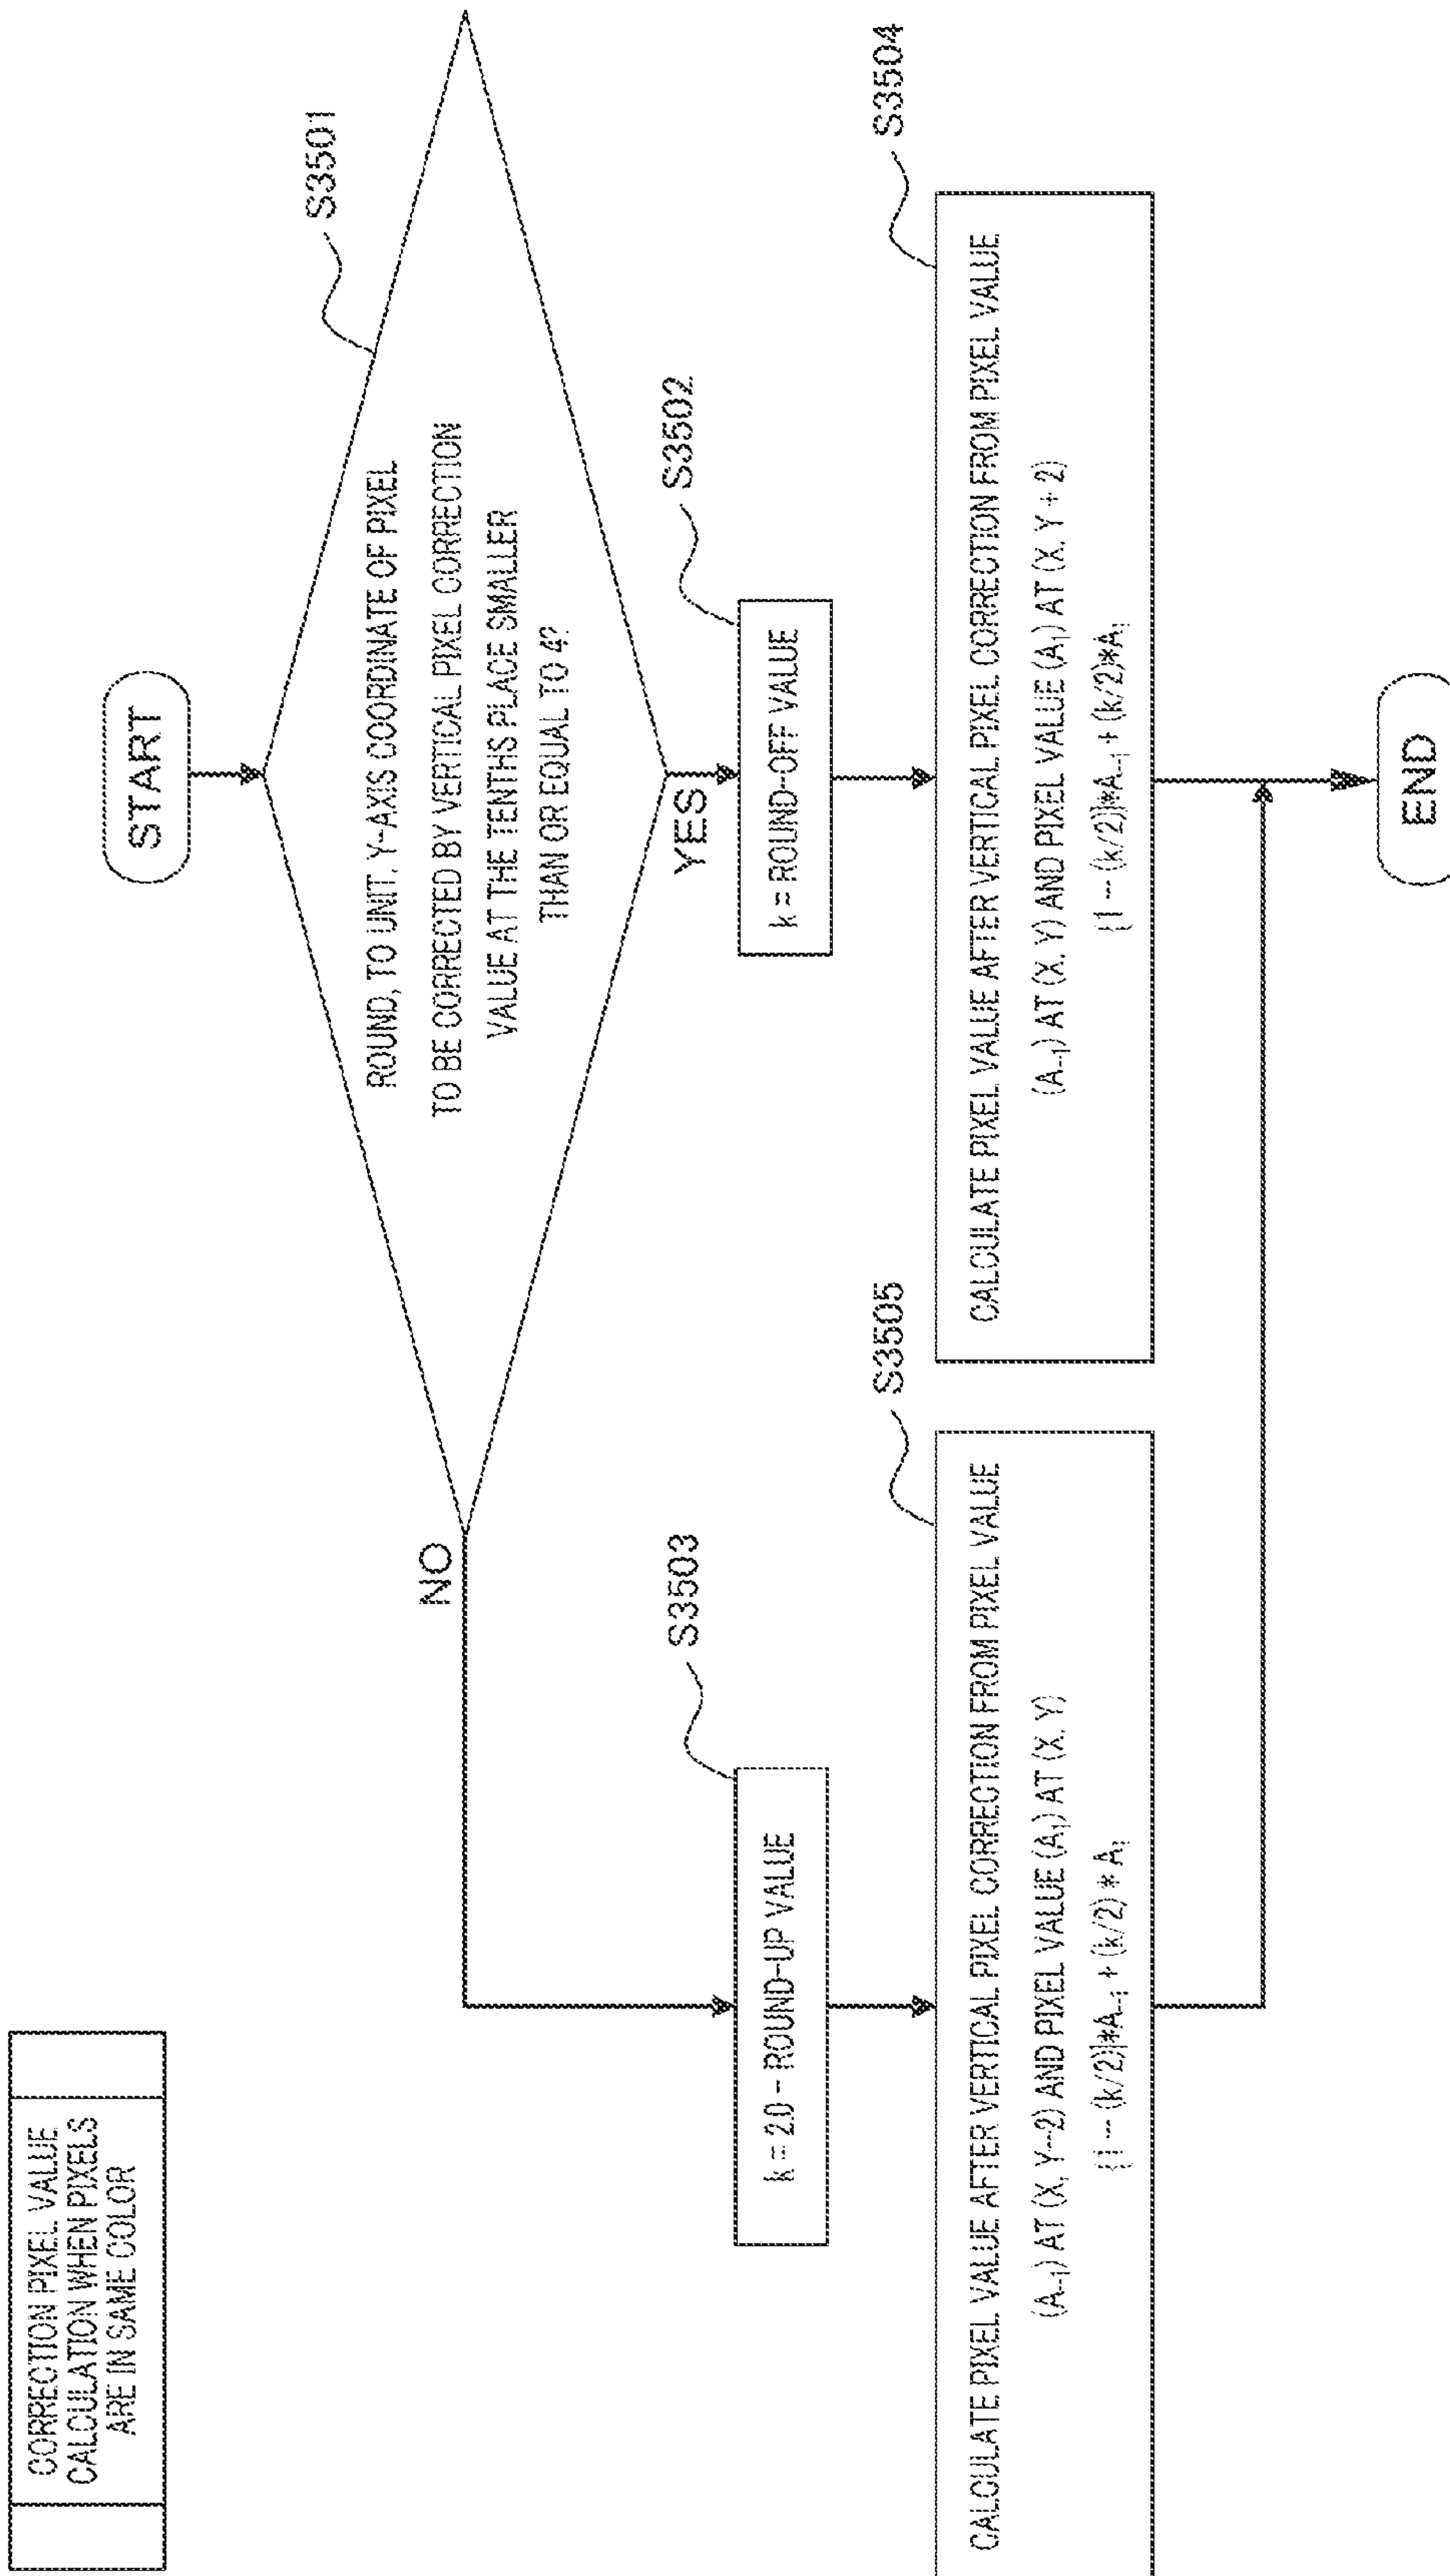 CORRECTION PIXEL VALUE
CALCULATION WHEN PIXELS
ARE IN SAME COLOR
START
S3501
ROUND, TO UNIT, Y-AXIS COORDINATE OF PIXEL
TO BE CORRECTED BY VERTICAL PIXEL CORRECTION
VALUE AT THE TENTHS PLACE SMALLER
THAN OR EQUAL TO 4?
NO
YES
S3503
k = 2.0 - ROUND-UP VALUE
S3502
k = ROUND-OFF VALUE
S3505
CALCULATE PIXEL VALUE AFTER VERTICAL PIXEL CORRECTION FROM PIXEL VALUE
(A₋₁) AT (X, Y-2) AND PIXEL VALUE (A₁) AT (X, Y)
{1 - (k/2)}*A₋₁ + (k/2) * A₁
S3504
CALCULATE PIXEL VALUE AFTER VERTICAL PIXEL CORRECTION FROM PIXEL VALUE
(A₋₁) AT (X, Y) AND PIXEL VALUE (A₁) AT (X, Y + 2)
{1 - (k/2)}*A₋₁ + (k/2)*A₁
END